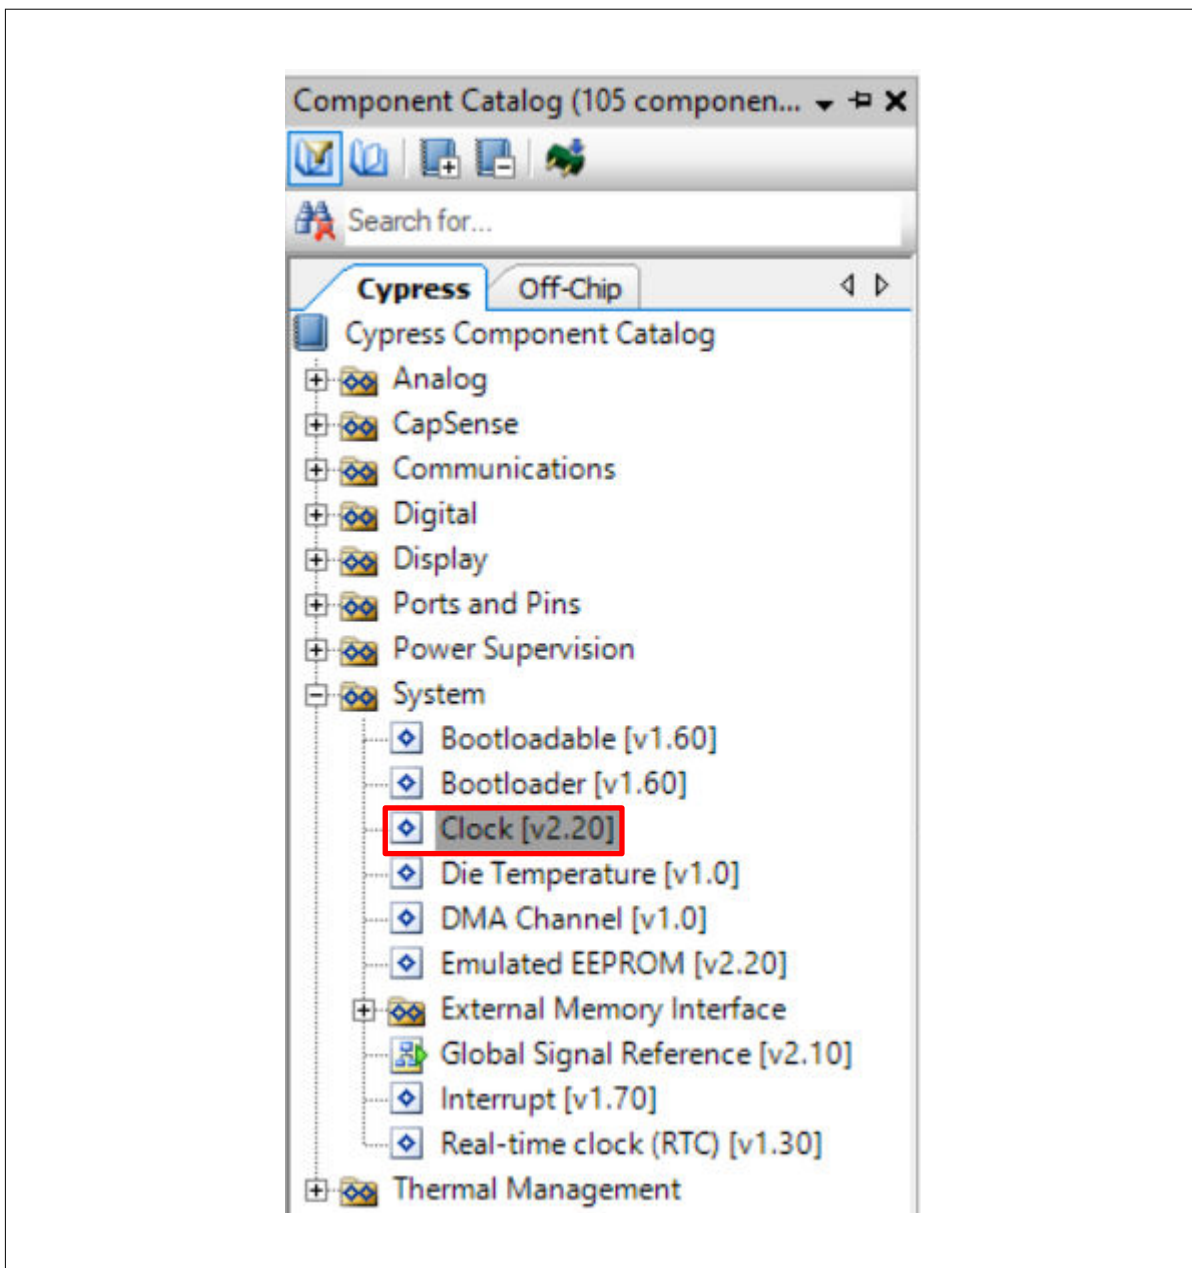 Component Catalog (105 componen...
Search for...
Cypress
Off-Chip
Cypress Component Catalog
Analog
CapSense
Communications
Digital
Display
Ports and Pins
Power Supervision
System
Bootloadable [v1.60]
Bootloader [v1.60]
Clock [v2.20]
Die Temperature [v1.0]
DMA Channel [v1.0]
Emulated EEPROM [v2.20]
External Memory Interface
Global Signal Reference [v2.10]
Interrupt [v1.70]
Real-time clock (RTC) [v1.30]
Thermal Management